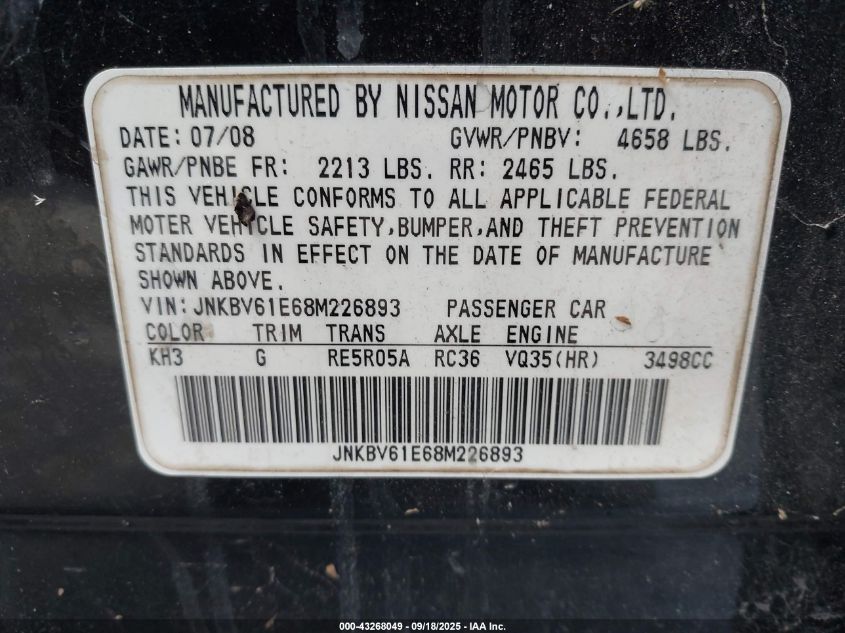 MANUFACTURED BY NISSAN MOTOR CO.,LTD.
DATE: 07/08 GVWR/PNBV: 4658 LBS.
GAWR/PNBE FR: 2213 LBS. RR: 2465 LBS.
THIS VEHICLE CONFORMS TO ALL APPLICABLE FEDERAL
MOTER VEHICLE SAFETY,BUMPER,AND THEFT PREVENTION
STANDARDS IN EFFECT ON THE DATE OF MANUFACTURE
SHOWN ABOVE.
VIN: JNKBV61E68M226893 PASSENGER CAR
COLOR TRIM TRANS AXLE ENGINE
KH3 G RE5R05A RC36 VQ35(HR) 3498CC
JNKBV61E68M226893
000-43268049 - 09/18/2025 - IAA Inc.